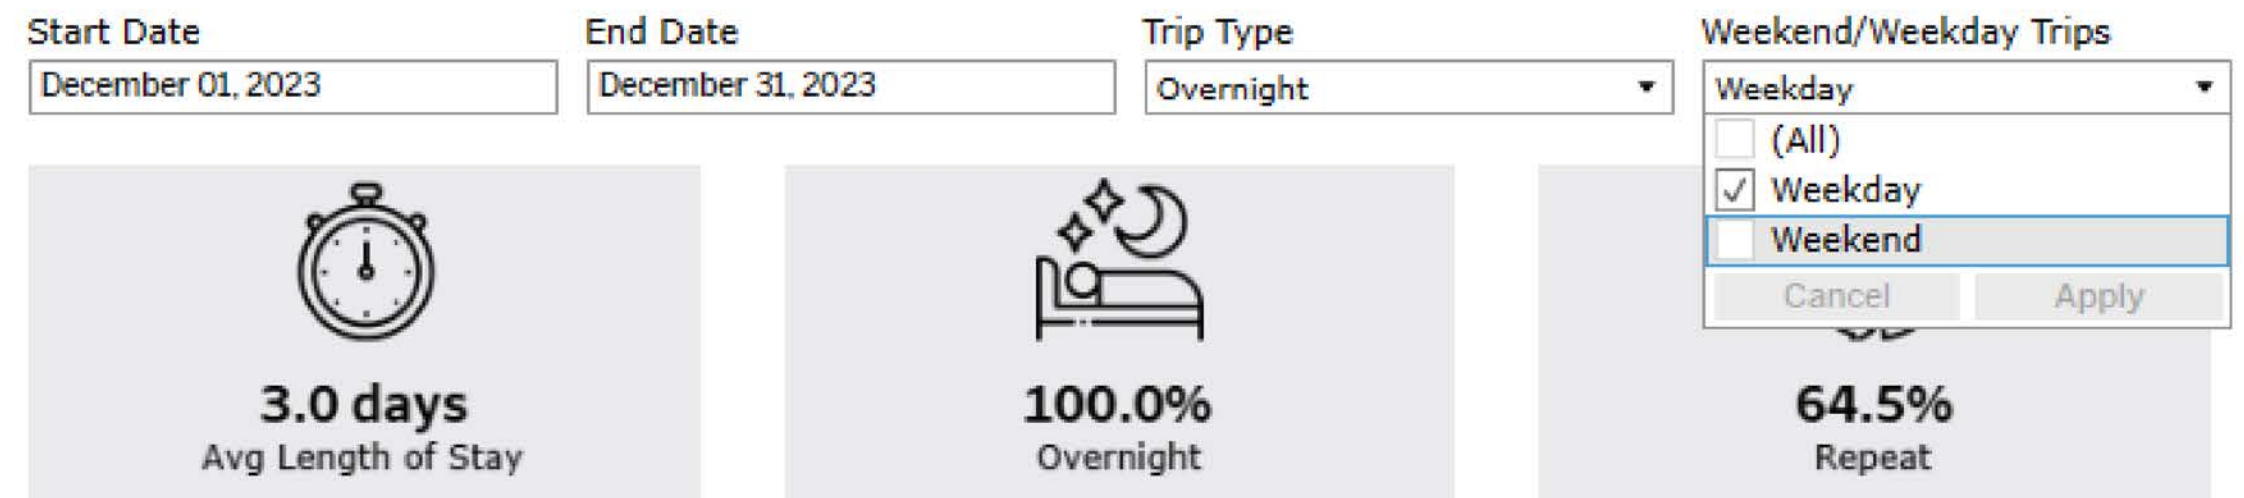 Start Date
End Date
Trip Type
Weekend/Weekday Trips
December 01, 2023
December 31, 2023
Overnight
Weekday
(All)
Weekday
Weekend
Cancel
Apply
3.0 days
Avg Length of Stay
100.0%
Overnight
64.5%
Repeat